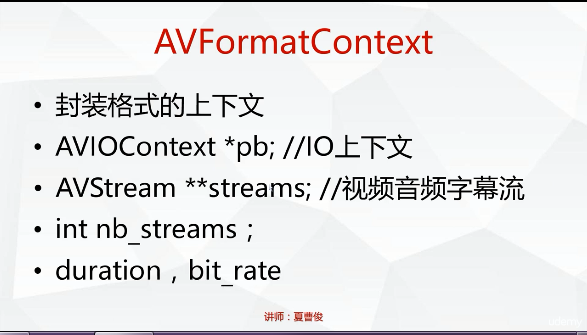 AVFormatContext
• 封装格式的上下文
• AVIOContext *pb; //IO上下文
• AVStream **streams; //视频音频字幕流
• int nb_streams；
• duration，bit_rate
讲师：夏曹俊